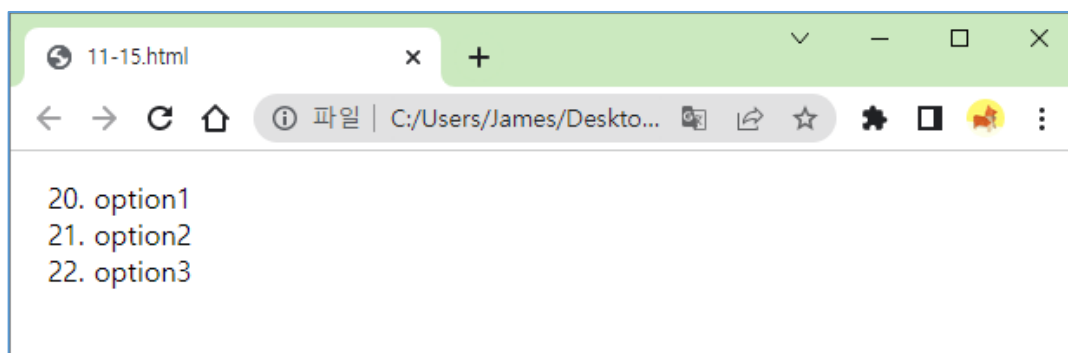 11-15.html
파일 C:/Users/James/Deskto...
20. option1
21. option2
22. option3